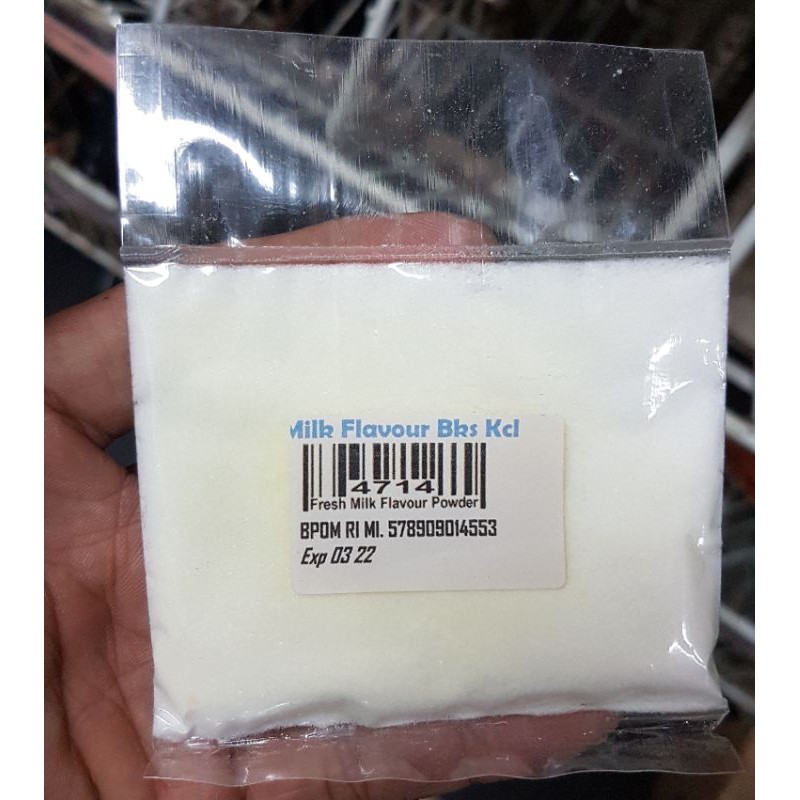 Milk Flavour Bks Kcl
4714
Fresh Milk Flavour Powder
BPOM RI MI. 578909014553
Exp 03 22